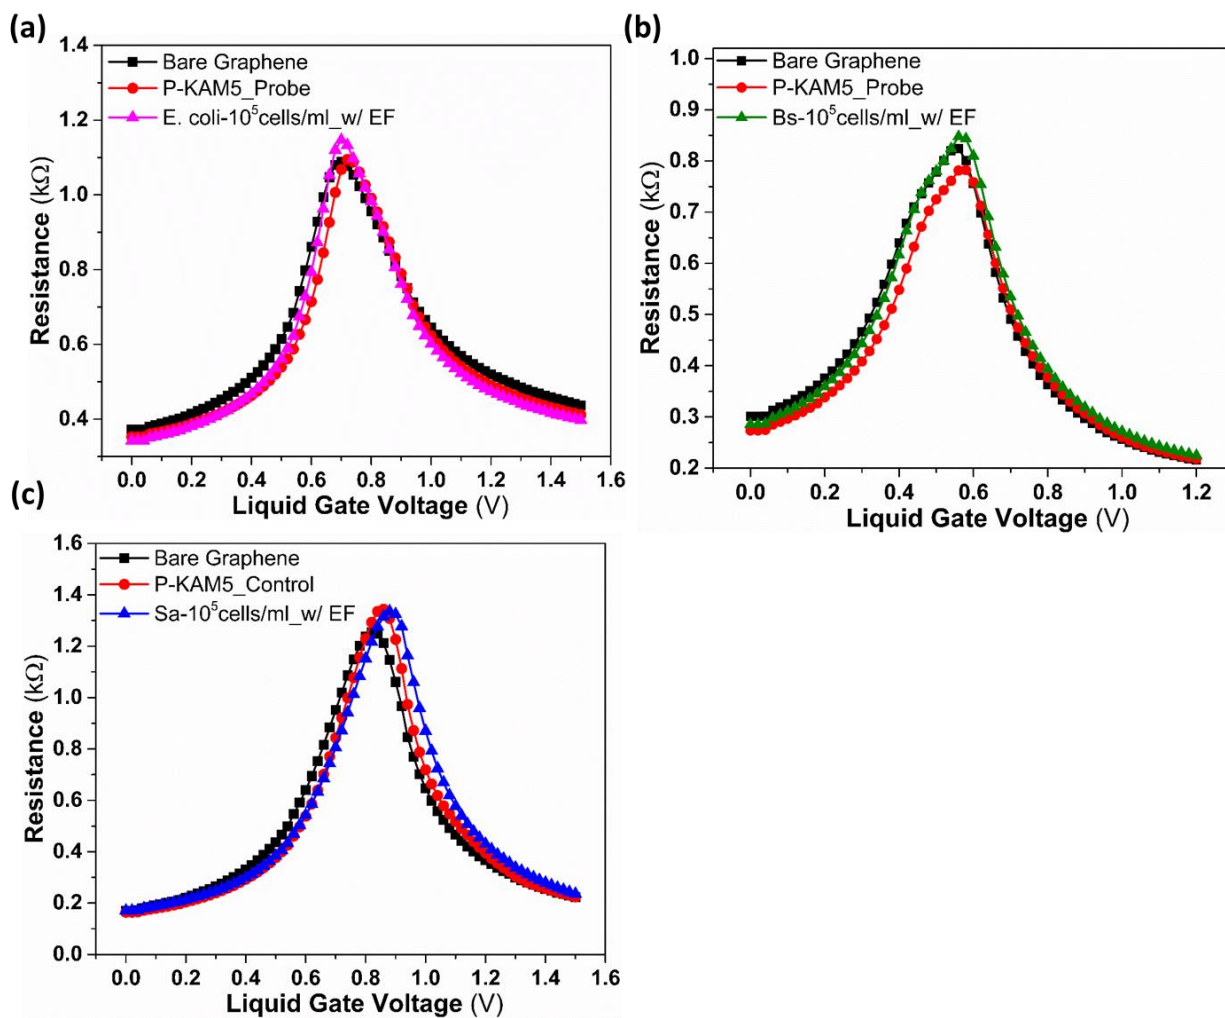 (a)
1.4
1.2
1.0
0.8
0.6
0.4
Resistance (kΩ)
Bare Graphene
P-KAM5_Probe
E. coli-10⁵cells/ml_w/ EF
0.0 0.2 0.4 0.6 0.8 1.0 1.2 1.4 1.6
Liquid Gate Voltage (V)
(b)
1.0
0.9
0.8
0.7
0.6
0.5
0.4
0.3
0.2
Resistance (kΩ)
Bare Graphene
P-KAM5_Probe
Bs-10⁵cells/ml_w/ EF
0.0 0.2 0.4 0.6 0.8 1.0 1.2
Liquid Gate Voltage (V)
(c)
1.6
1.4
1.2
1.0
0.8
0.6
0.4
0.2
0.0
Resistance (kΩ)
Bare Graphene
P-KAM5_Control
Sa-10⁵cells/ml_w/ EF
0.0 0.2 0.4 0.6 0.8 1.0 1.2 1.4 1.6
Liquid Gate Voltage (V)